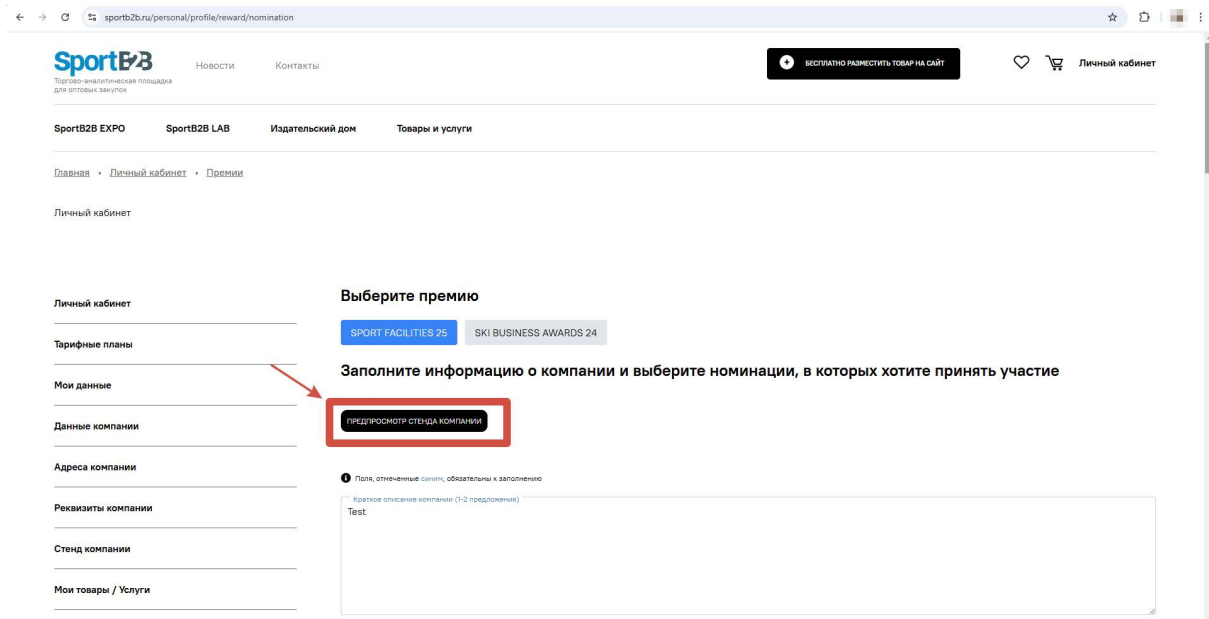 sportb2b.ru/personal/profile/reward/nomination
SportB2B
Торгово-аналитическая площадка
для оптовых закупок
Новости
Контакты
БЕСПЛАТНО РАЗМЕСТИТЬ ТОВАР НА САЙТ
Личный кабинет
SportB2B EXPO
SportB2B LAB
Издательский дом
Товары и услуги
Главная › Личный кабинет › Премии
Личный кабинет
Личный кабинет
Тарифные планы
Мои данные
Данные компании
Адреса компании
Реквизиты компании
Стенд компании
Мои товары / Услуги
Выберите премию
SPORT FACILITIES 25
SKI BUSINESS AWARDS 24
Заполните информацию о компании и выберите номинации, в которых хотите принять участие
ПРЕДПРОСМОТР СТЕНДА КОМПАНИИ
Поля, отмеченные синим, обязательны к заполнению
Краткое описание компании (1-2 предложения)
Test